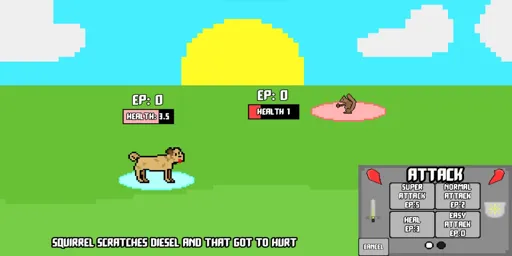 EP: 0
HEALTH: 3.5
EP: 0
HEALTH 1
ATTACK
SUPER ATTACK EP:5
NORMAL ATTACK EP:2
HEAL EP:3
EASY ATTACK EP:0
CANCEL
SQUIRREL SCRATCHES DIESEL AND THAT GOT TO HURT